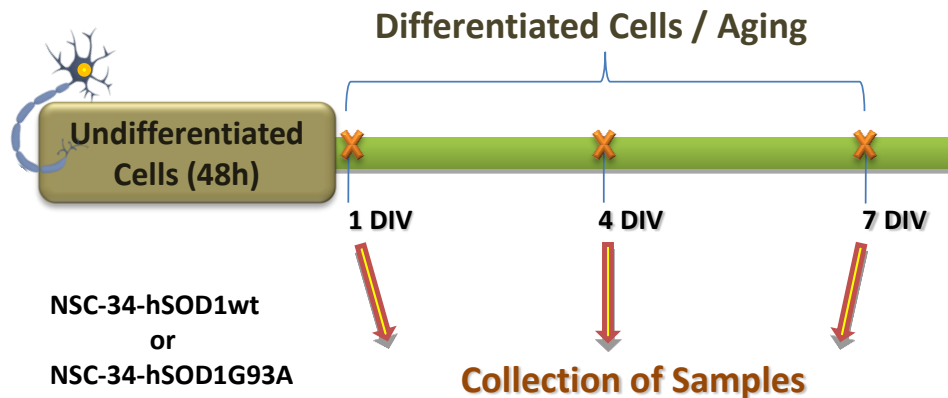 Differentiated Cells / Aging
Undifferentiated
Cells (48h)
1 DIV
4 DIV
7 DIV
NSC-34-hSOD1wt
or
NSC-34-hSOD1G93A
Collection of Samples